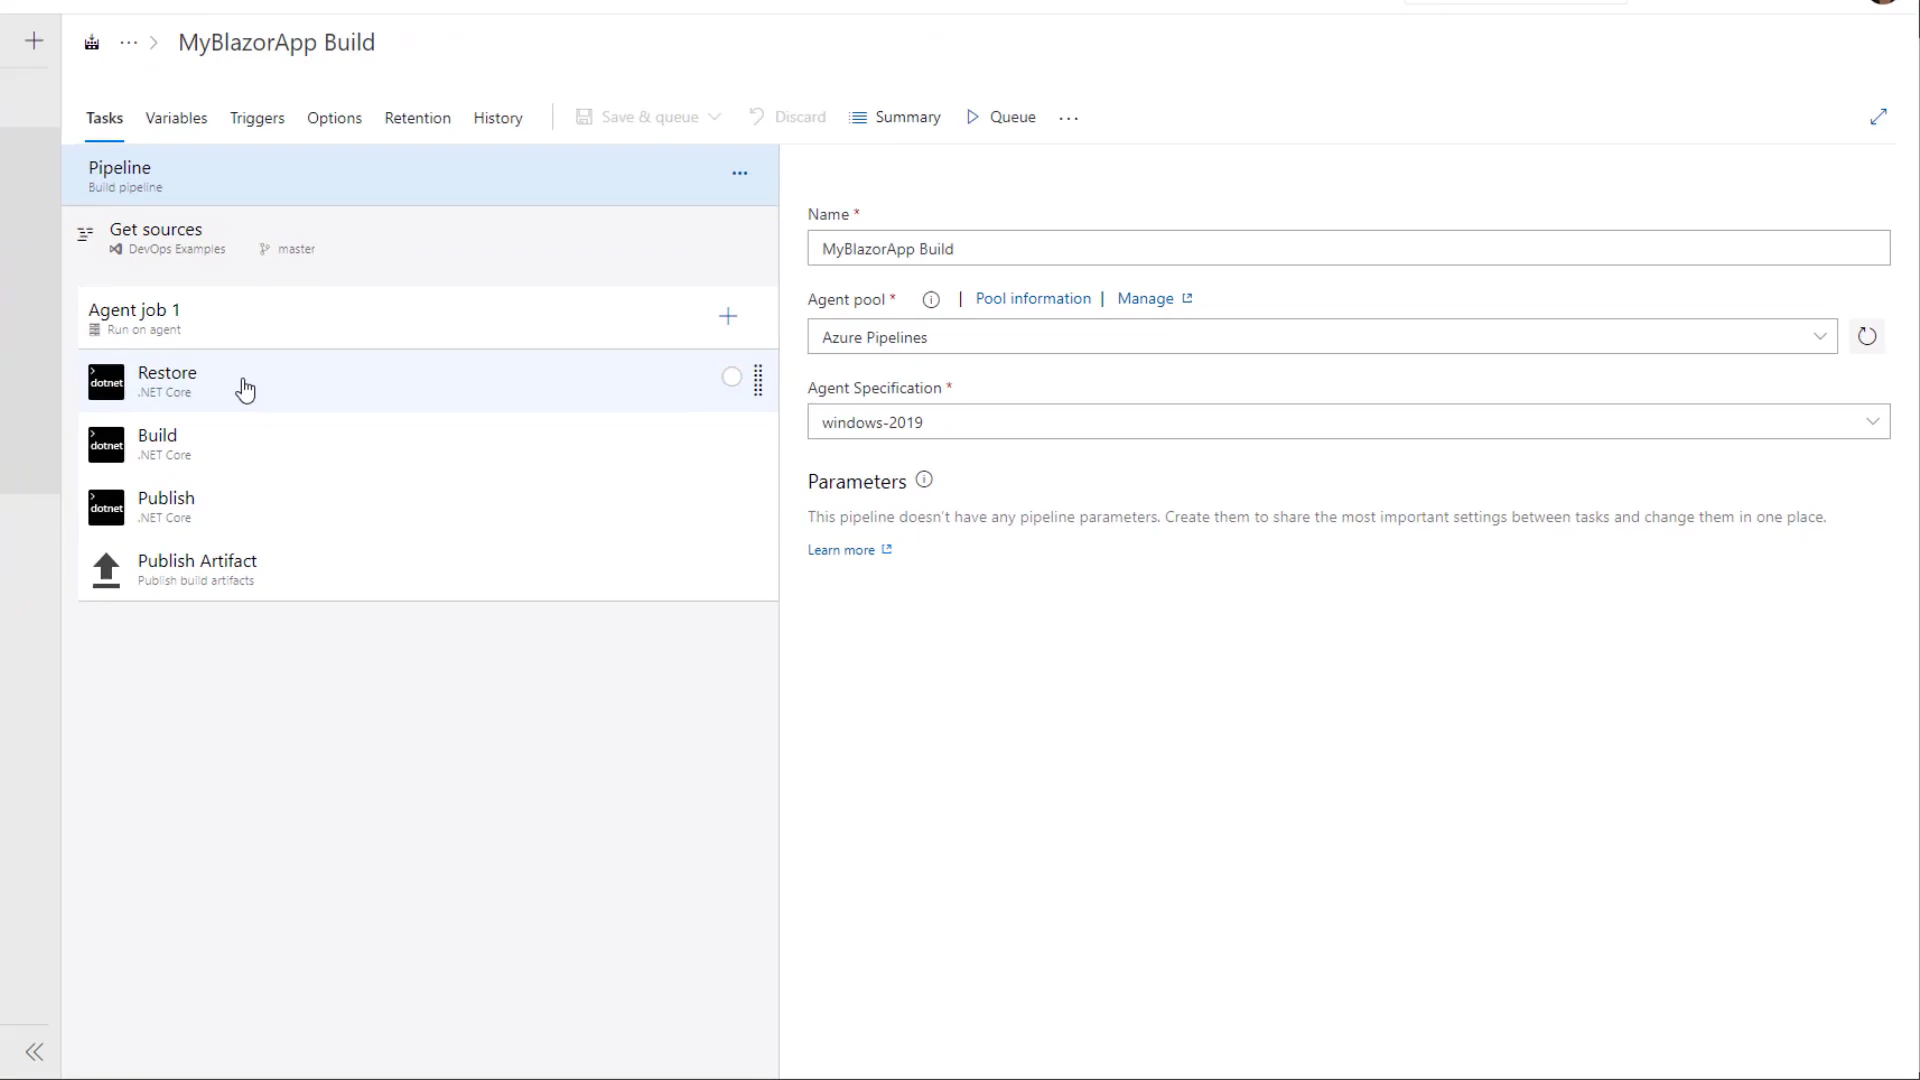 MyBlazorApp Build
Tasks Variables Triggers Options Retention History Save & queue Discard Summary Queue
Pipeline
Build pipeline
Get sources
DevOps Examples master
Agent job 1
Run on agent
dotnet Restore
.NET Core
dotnet Build
.NET Core
dotnet Publish
.NET Core
Publish Artifact
Publish build artifacts
Name *
MyBlazorApp Build
Agent pool * | Pool information | Manage
Azure Pipelines
Agent Specification *
windows-2019
Parameters
This pipeline doesn't have any pipeline parameters. Create them to share the most important settings between tasks and change them in one place.
Learn more